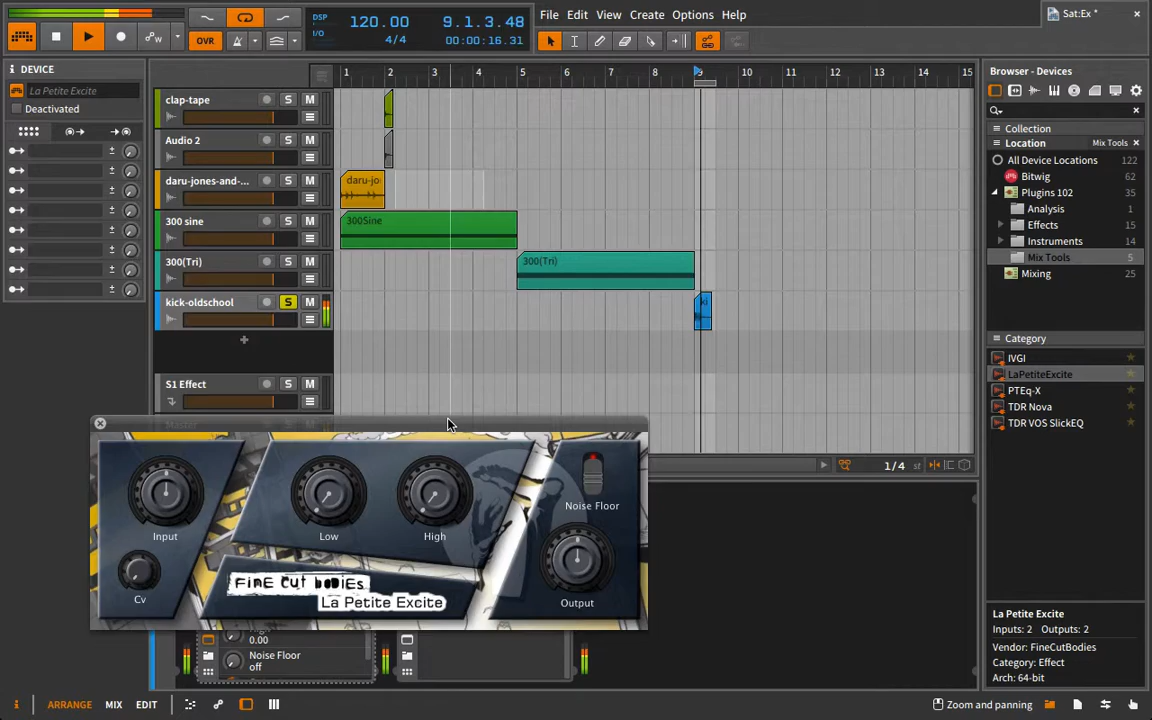 DSP
CPU
I/O
120.00
4/4
9.1.3.48
00:00:16.31
OVR
File Edit View Create Options Help
Sat:Ex *
DEVICE
La Petite Excite
Deactivated
1 2 3 4 5 6 7 8 9 10 11 12 13 14 15
clap-tape S M
Audio 2 S M
daru-jones-and-... S M
daru-jo
300 sine S M
300Sine
300(Tri) S M
300(Tri)
kick-oldschool S M
ki
S1 Effect S M
1/4
Input
Low
High
Noise Floor
Cv
FINE CUT BODIES
La Petite Excite
Output
0.00
Noise Floor
off
Browser - Devices
Collection
Location Mix Tools
All Device Locations 122
Bitwig 62
Plugins 102
Analysis 1
Effects 15
Instruments 14
Mix Tools 5
Mixing 25
Category
IVGI
LaPetiteExcite
PTEq-X
TDR Nova
TDR VOS SlickEQ
La Petite Excite
Inputs: 2 Outputs: 2
Vendor: FineCutBodies
Category: Effect
Arch: 64-bit
i ARRANGE MIX EDIT
Zoom and panning